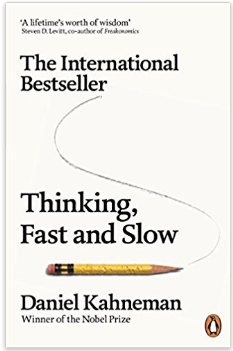 ‘A lifetime's worth of wisdom’
Steven D. Levitt, co-author of Freakonomics
The International
Bestseller
Thinking,
Fast and Slow
Daniel Kahneman
Winner of the Nobel Prize